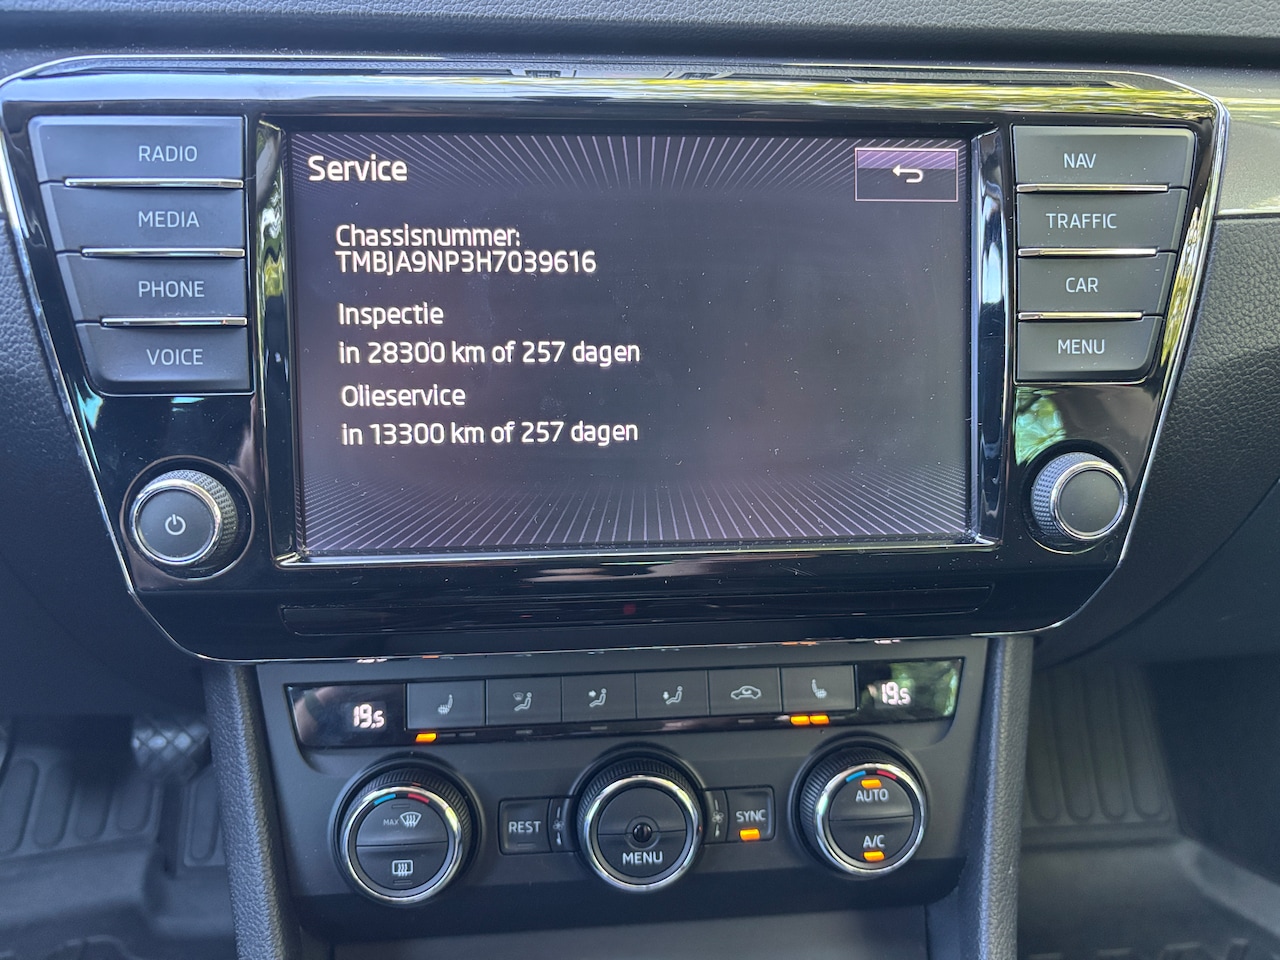 RADIO
MEDIA
PHONE
VOICE
Service
Chassisnummer:
TMBJA9NP3H7039616
Inspectie
in 28300 km of 257 dagen
Olieservice
in 13300 km of 257 dagen
NAV
TRAFFIC
CAR
MENU
19.5
19.5
MAX
REST
MENU
SYNC
AUTO
A/C